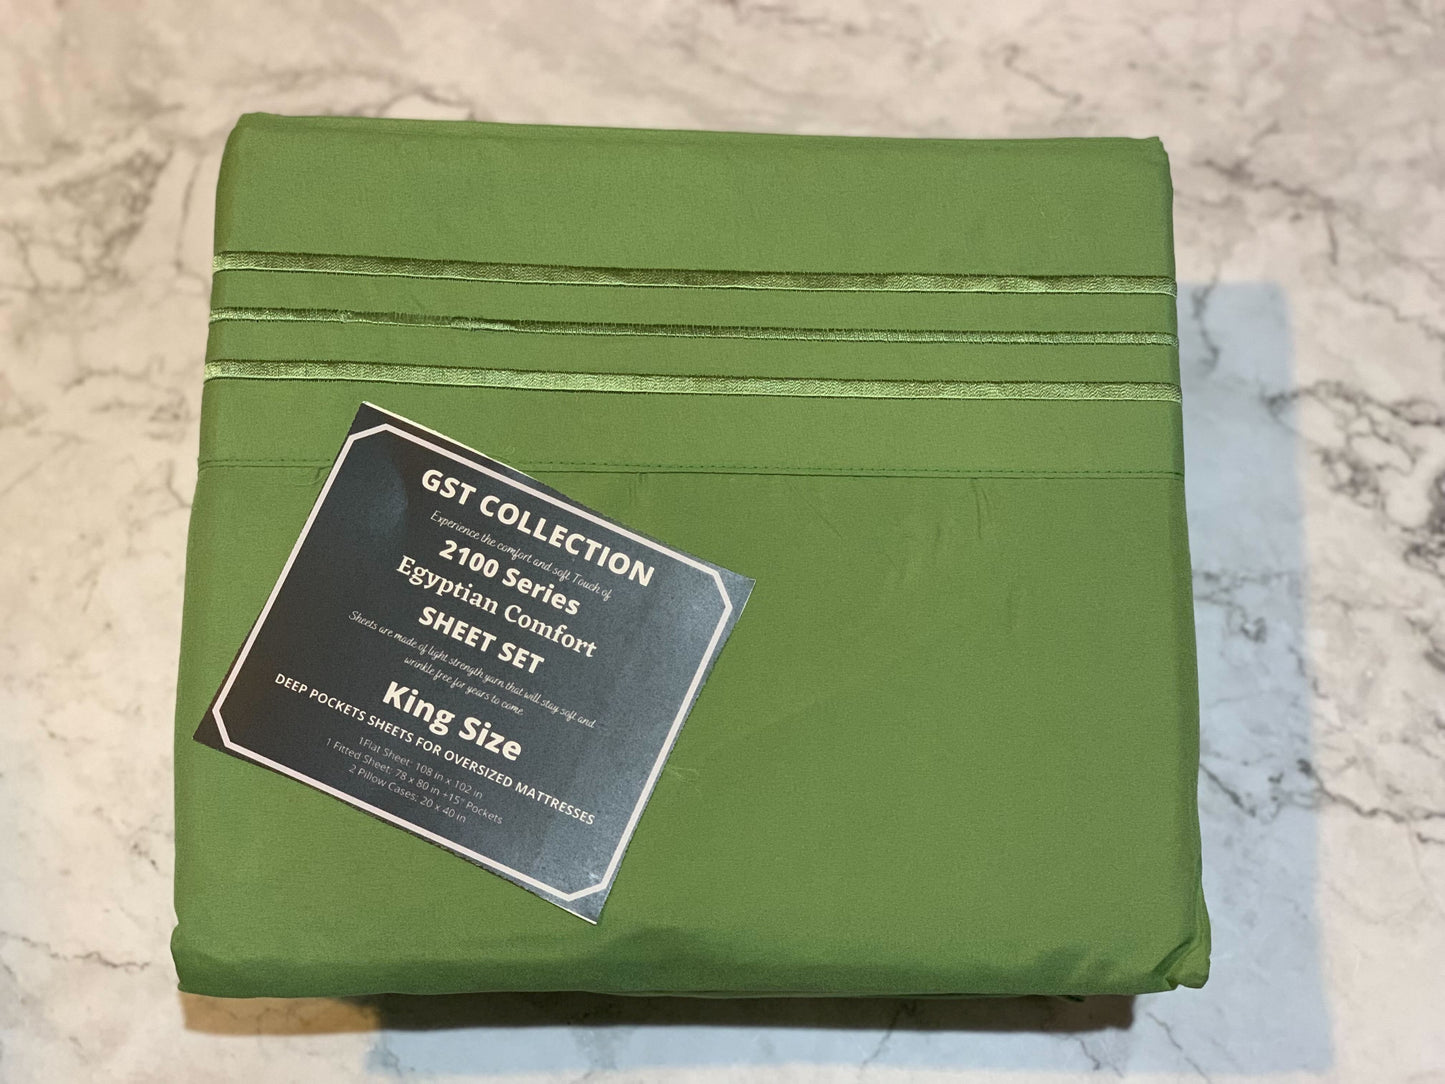 GST COLLECTION
Experience the comfort and soft Touch of
2100 Series
Egyptian Comfort
SHEET SET
Sheets are made of light strength yarn that will stay soft and
wrinkle free for years to come
King Size
DEEP POCKETS SHEETS FOR OVERSIZED MATTRESSES
1Flat Sheet: 108 in x 102 in
1 Fitted Sheet: 78 x 80 in +15" Pockets
2 Pillow Cases: 20 x 40 in